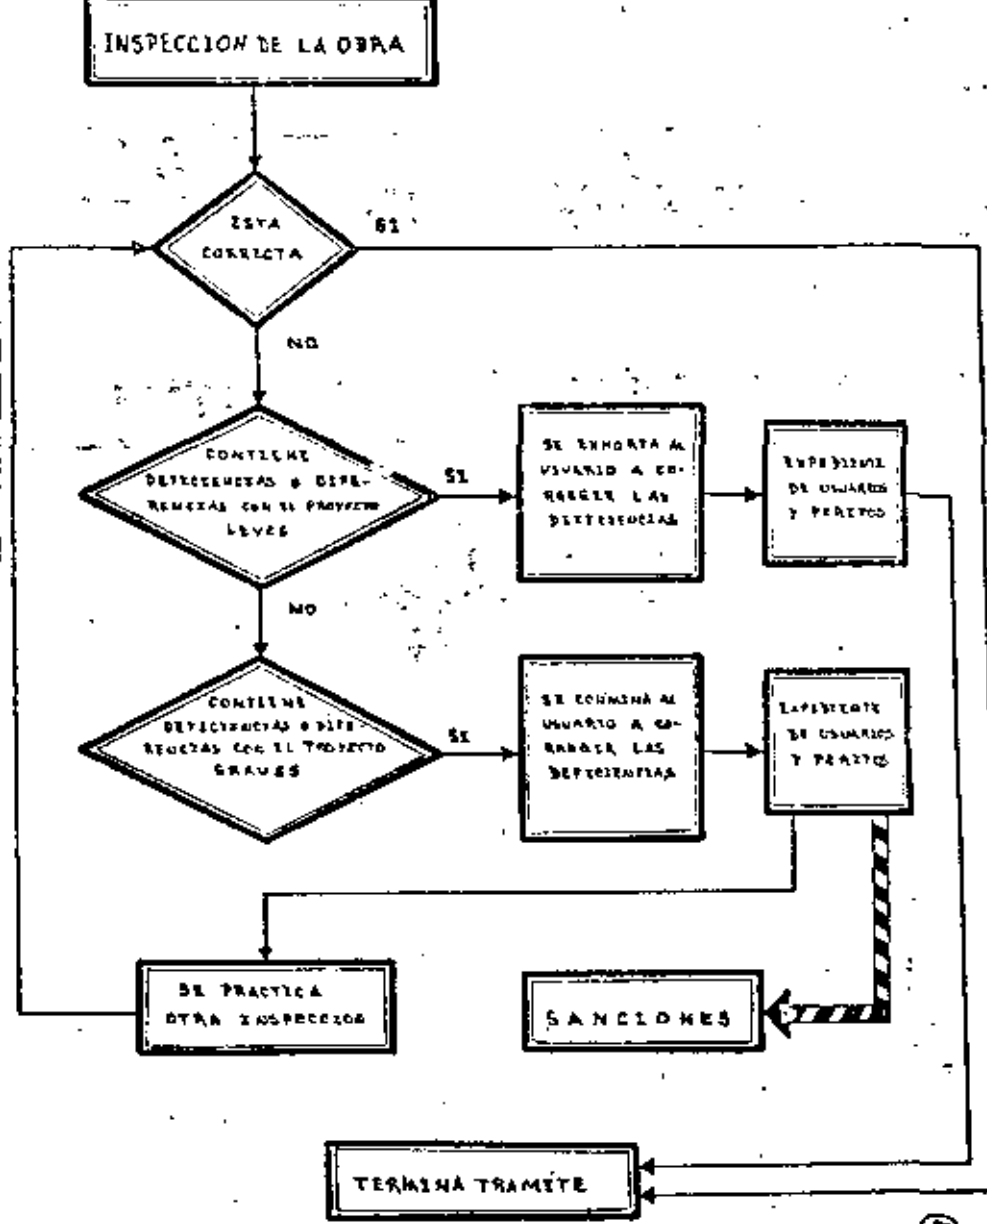 INSPECCION DE LA OBRA
ESTA
CORRECTA
SI
NO
CONTIENE
DEFICIENCIAS O DIFE-
RENCIAS CON EL PROYECTO
LEVES
SI
SE EXHORTA AL
USUARIO A CO-
RREGIR LAS
DEFICIENCIAS
EXPEDIENTE
DE USUARIOS
Y PERITOS
NO
CONTIENE
DEFICIENCIAS O DIFE-
RENCIAS CON EL PROYECTO
GRAVES
SI
SE CONMINA AL
USUARIO A CO-
RREGIR LAS
DEFICIENCIAS
EXPEDIENTE
DE USUARIOS
Y PERITOS
SE PRACTICA
OTRA INSPECCION
SANCIONES
TERMINA TRAMITE